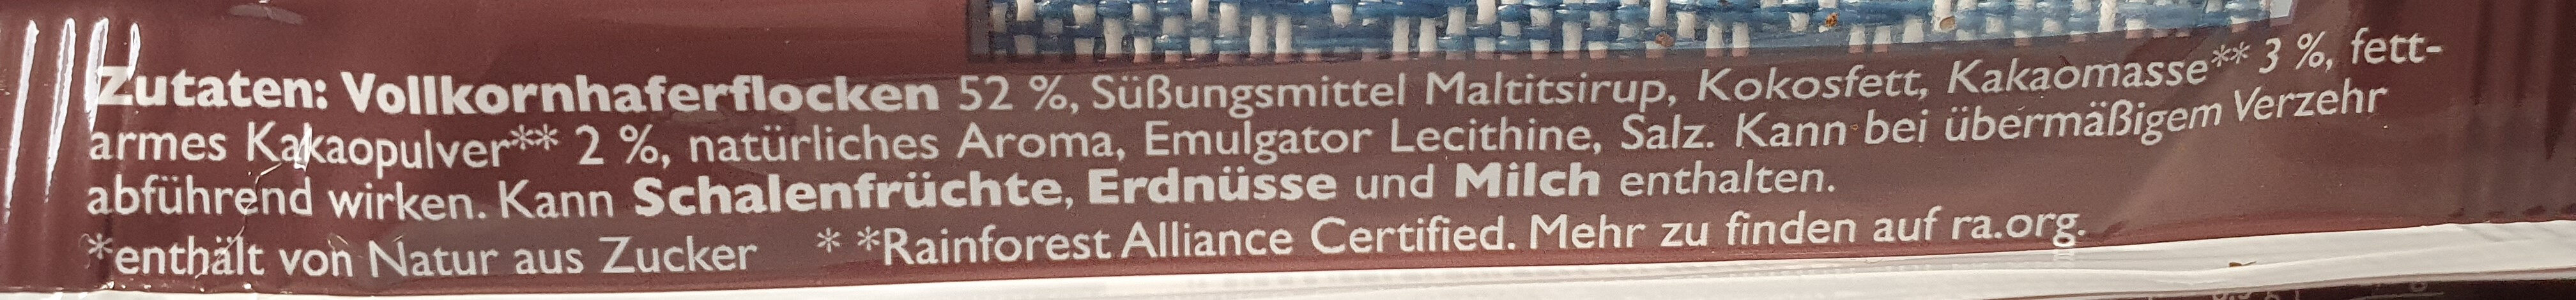 Zutaten: Vollkornhaferflocken 52 %, Süßungsmittel Maltitsirup, Kokosfett, Kakaomasse** 3 %, fett-
armes Kakaopulver** 2 %, natürliches Aroma, Emulgator Lecithine, Salz. Kann bei übermäßigem Verzehr
abführend wirken. Kann Schalenfrüchte, Erdnüsse und Milch enthalten.
*enthält von Natur aus Zucker * *Rainforest Alliance Certified. Mehr zu finden auf ra.org.